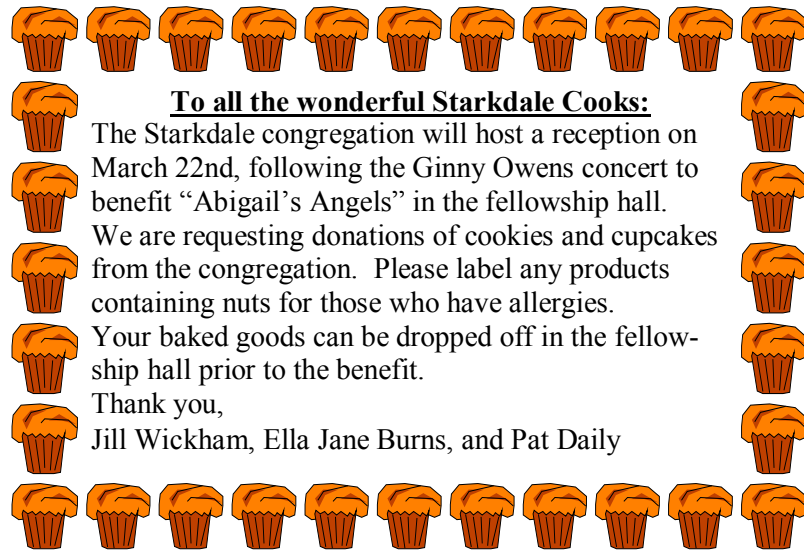 To all the wonderful Starkdale Cooks:
The Starkdale congregation will host a reception on
March 22nd, following the Ginny Owens concert to
benefit “Abigail’s Angels” in the fellowship hall.
We are requesting donations of cookies and cupcakes
from the congregation.  Please label any products
containing nuts for those who have allergies.
Your baked goods can be dropped off in the fellow-
ship hall prior to the benefit.
Thank you,
Jill Wickham, Ella Jane Burns, and Pat Daily